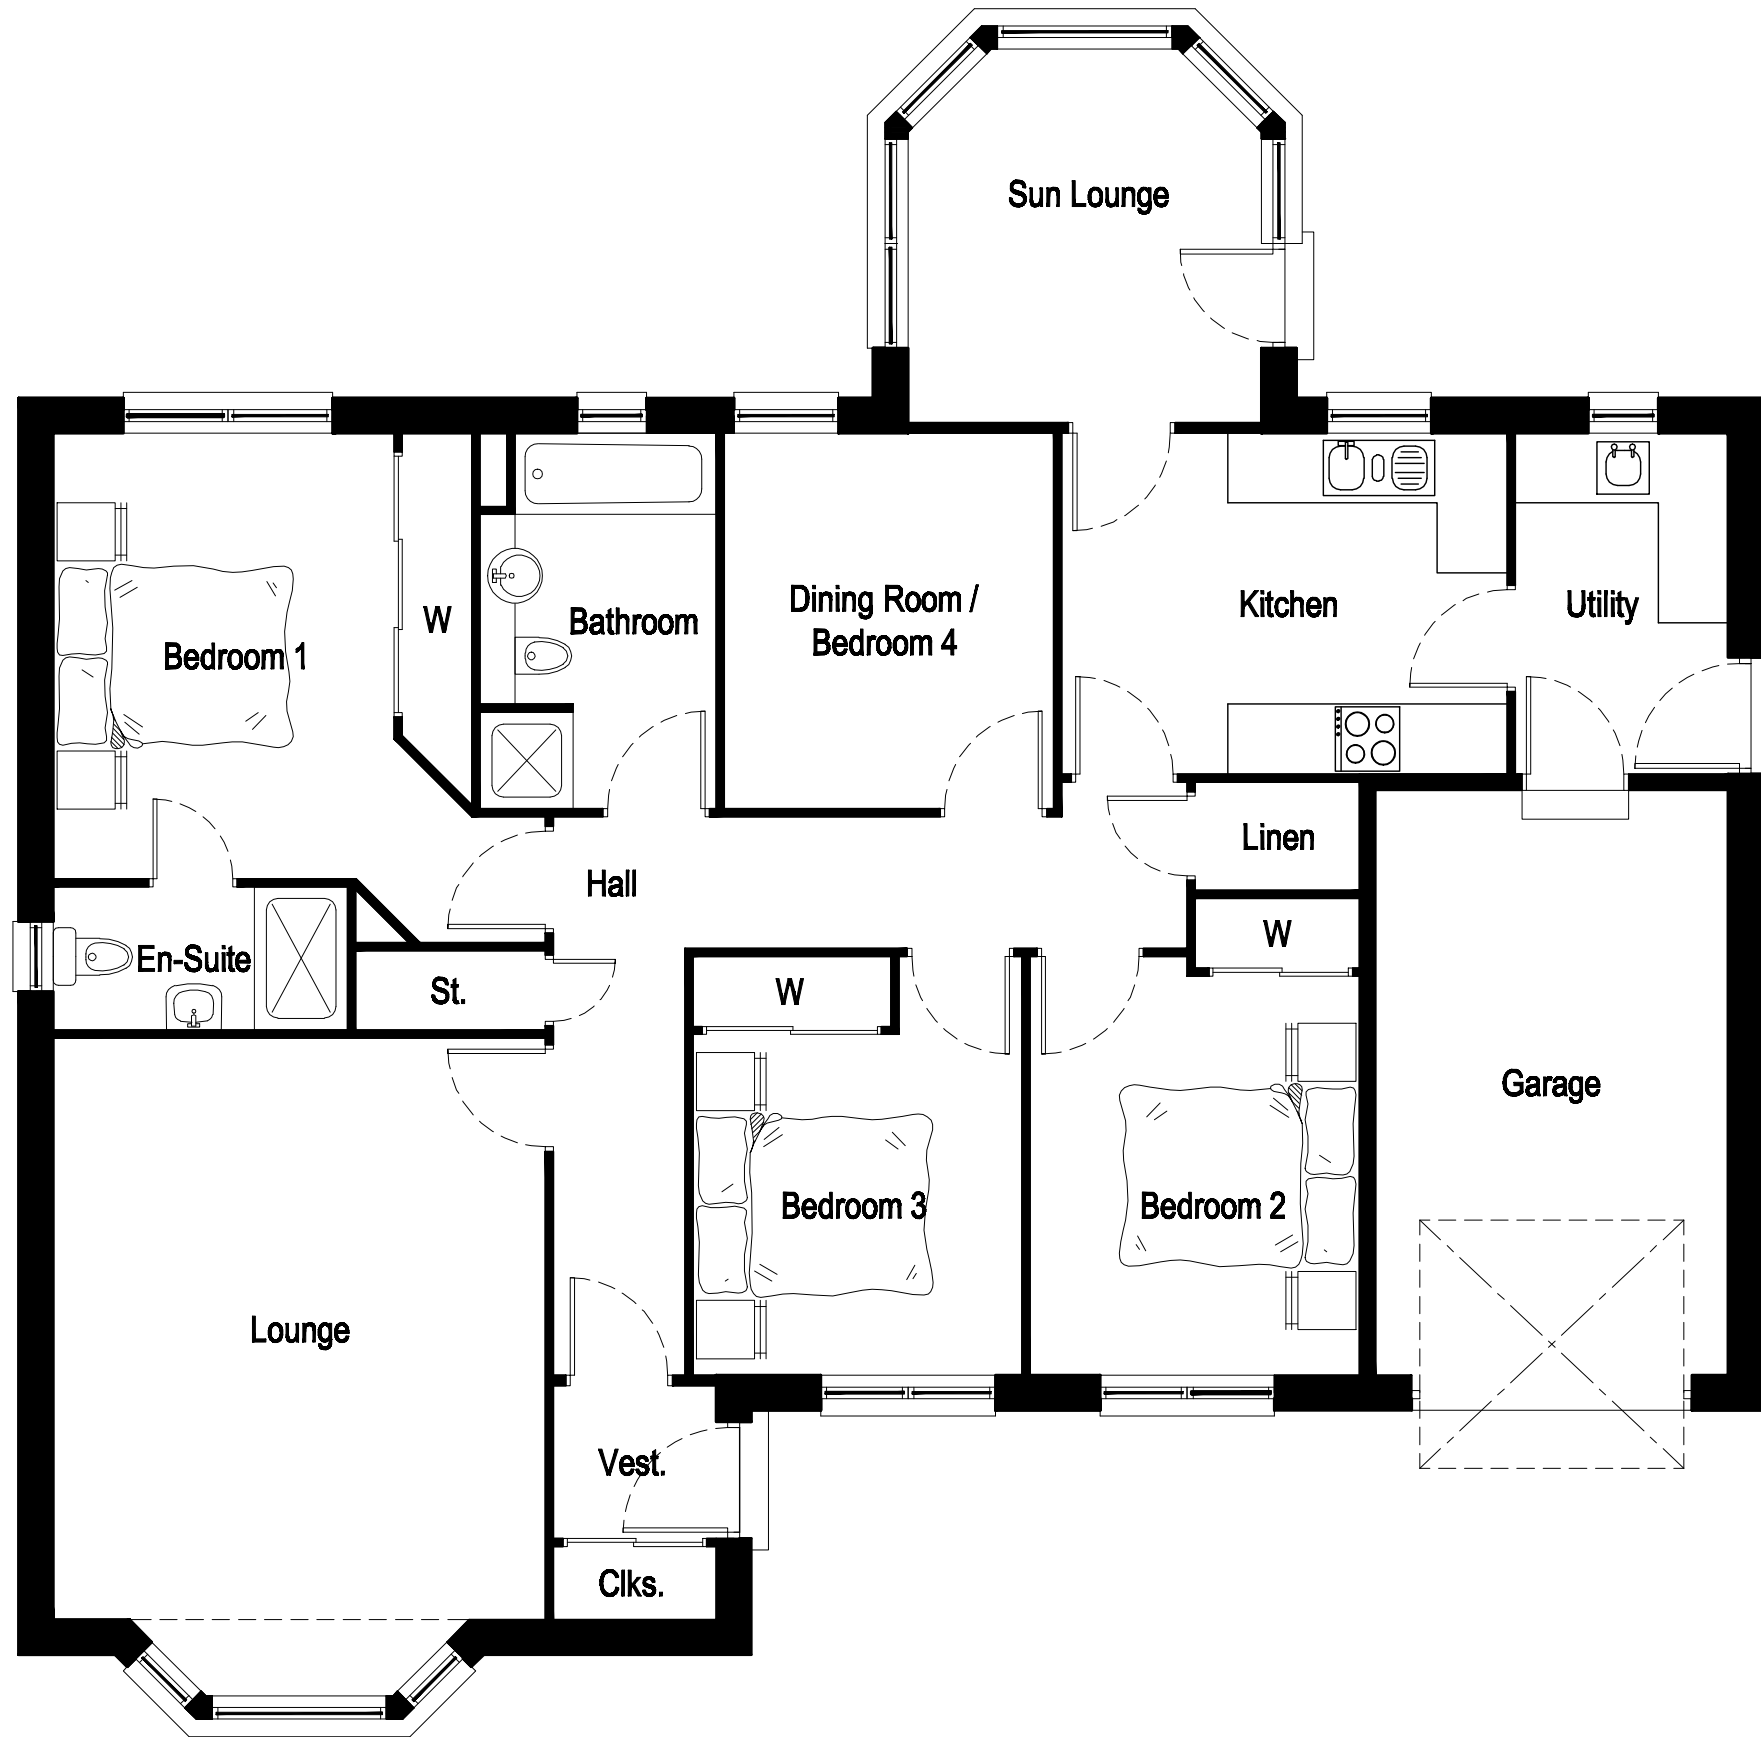 Sun Lounge
Dining Room /
Bedroom 4
Kitchen
Utility
W
Bathroom
Bedroom 1
Linen
Hall
W
En-Suite
St.
W
Garage
Bedroom 3
Bedroom 2
Lounge
Vest.
Clks.